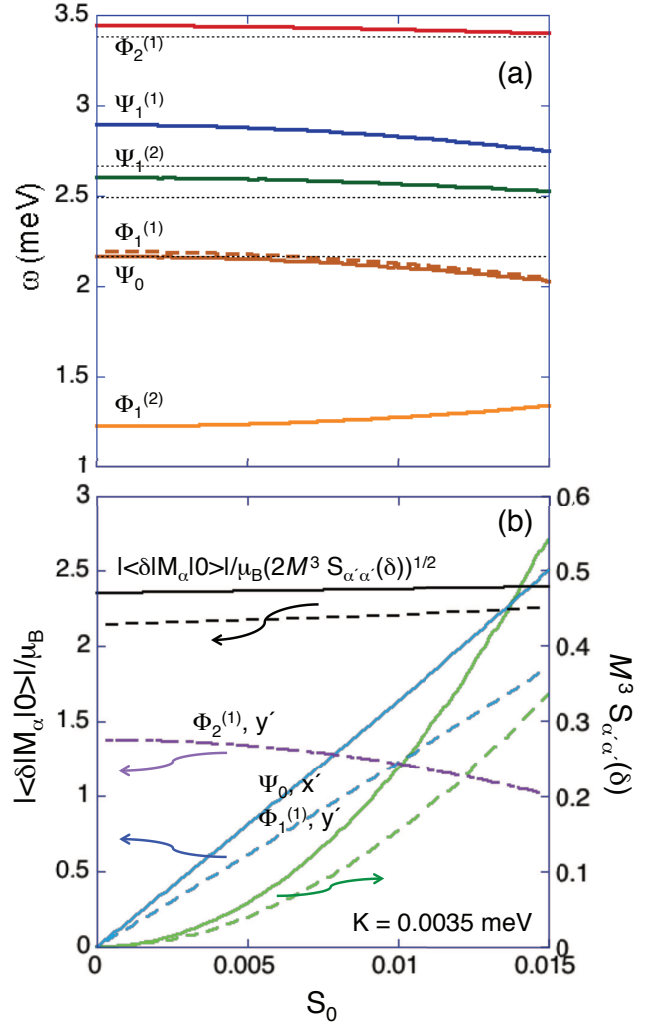 3.5
Φ₂⁽¹⁾
(a)
Ψ₁⁽¹⁾
3
Ψ₁⁽²⁾
2.5
Φ₁⁽¹⁾
Ψ₀
2
ω (meV)
1.5
Φ₁⁽²⁾
1
3
0.6
(b)
|<δ|Mα|0>|/μB(2M³ Sα´α´(δ))¹/²
2.5
0.5
2
0.4
|<δ|Mα|0>|/μB
M³ Sα´α´(δ)
1.5
Φ₂⁽¹⁾, y´
0.3
Ψ₀, x´
1
Φ₁⁽¹⁾, y´
0.2
0.5
0.1
K = 0.0035 meV
0
0
0 0.005 0.01 0.015
S₀